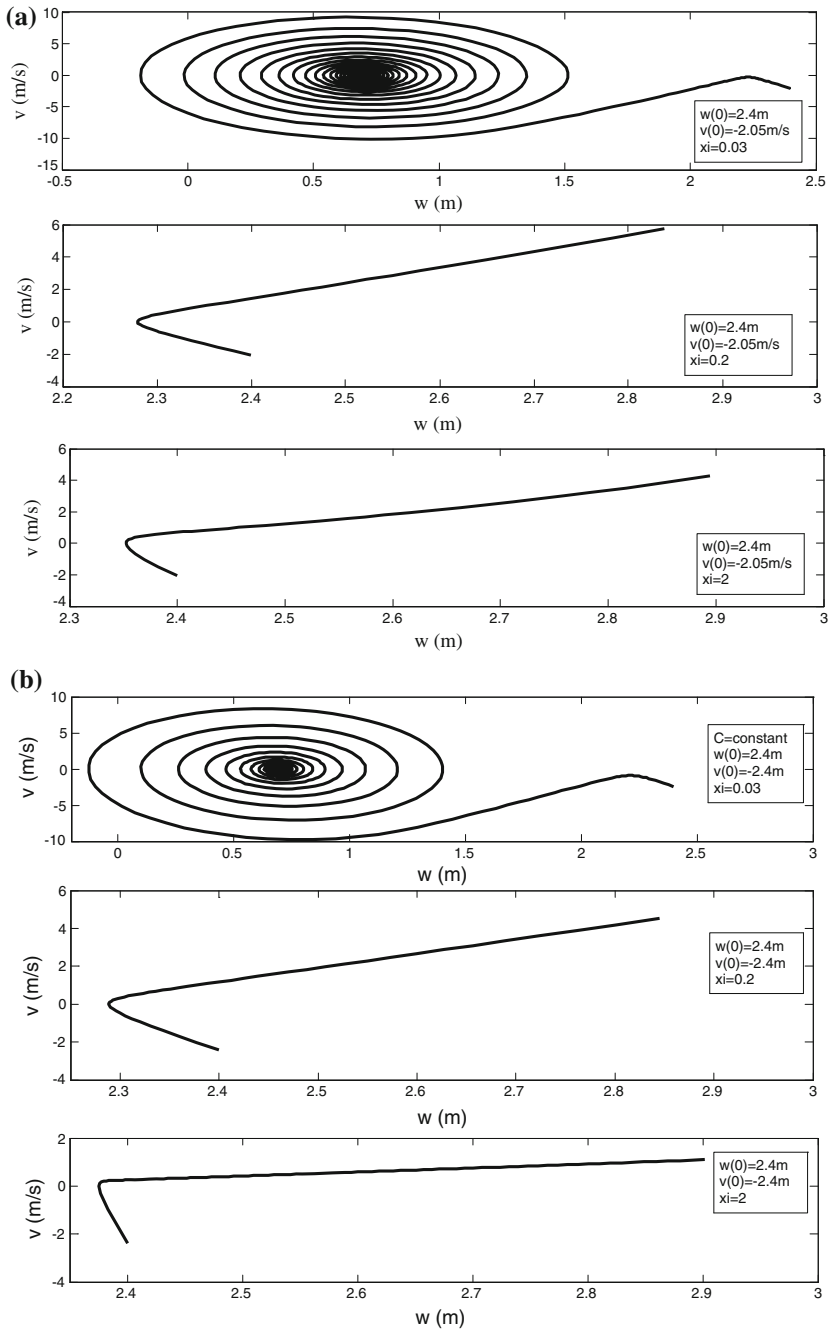 (a)
10
5
0
-5
-10
15
v (m/s)
w(0)=2.4m
v(0)=-2.05m/s
xi=0.03
-0.5 0 0.5 1 1.5 2 2.5
w (m)
6
4
2
0
-2
-4
v (m/s)
w(0)=2.4m
v(0)=-2.05m/s
xi=0.2
2.2 2.3 2.4 2.5 2.6 2.7 2.8 2.9 3
w (m)
6
4
2
0
-2
-4
v (m/s)
w(0)=2.4m
v(0)=-2.05m/s
xi=2
2.3 2.4 2.5 2.6 2.7 2.8 2.9 3
w (m)
(b)
10
5
0
-5
-10
v (m/s)
C=constant
w(0)=2.4m
v(0)=-2.4m
xi=0.03
0 0.5 1 1.5 2 2.5 3
w (m)
6
4
2
0
-2
-4
v (m/s)
w(0)=2.4m
v(0)=-2.4m
xi=0.2
2.3 2.4 2.5 2.6 2.7 2.8 2.9 3
w (m)
2
0
-2
-4
v (m/s)
w(0)=2.4m
v(0)=-2.4m
xi=2
2.4 2.5 2.6 2.7 2.8 2.9 3
w (m)